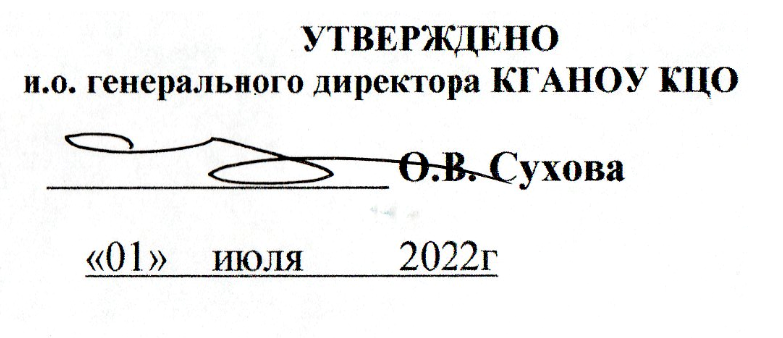 УТВЕРЖДЕНО
и.о. генерального директора КГАНОУ КЦО
О.В. Сухова
«01» июля 2022г